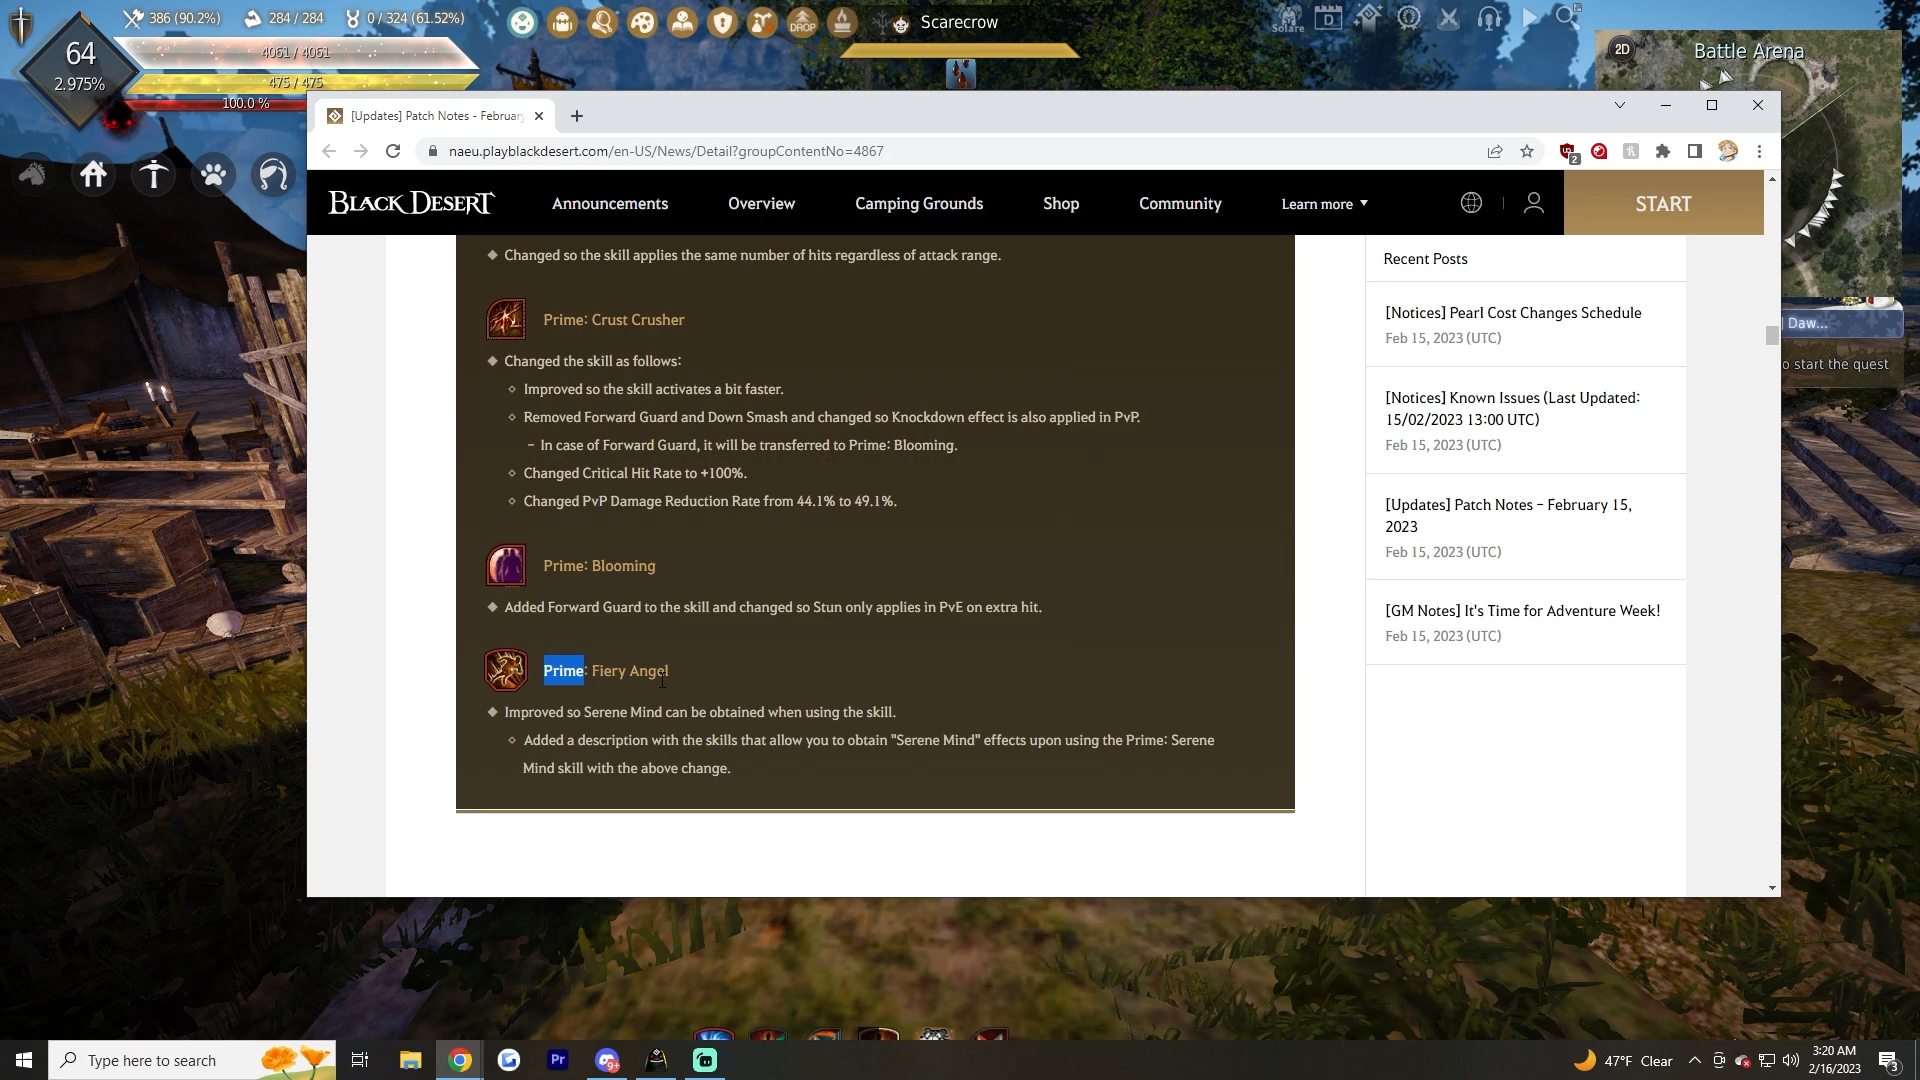 386 (90.2%) 284 / 284 0 / 324 (61.52%)
64
2.975%
4061 / 4061
475 / 475
100.0 %
DROP
Scarecrow
Solare
D
2D
Battle Arena
[Updates] Patch Notes - February
naeu.playblackdesert.com/en-US/News/Detail?groupContentNo=4867
2
BLACK DESERT Announcements Overview Camping Grounds Shop Community Learn more START
Changed so the skill applies the same number of hits regardless of attack range.
Prime: Crust Crusher
Changed the skill as follows:
Improved so the skill activates a bit faster.
Removed Forward Guard and Down Smash and changed so Knockdown effect is also applied in PvP.
- In case of Forward Guard, it will be transferred to Prime: Blooming.
Changed Critical Hit Rate to +100%.
Changed PvP Damage Reduction Rate from 44.1% to 49.1%.
Prime: Blooming
Added Forward Guard to the skill and changed so Stun only applies in PvE on extra hit.
Prime: Fiery Angel
Improved so Serene Mind can be obtained when using the skill.
Added a description with the skills that allow you to obtain "Serene Mind" effects upon using the Prime: Serene
Mind skill with the above change.
Recent Posts
[Notices] Pearl Cost Changes Schedule
Feb 15, 2023 (UTC)
[Notices] Known Issues (Last Updated:
15/02/2023 13:00 UTC)
Feb 15, 2023 (UTC)
[Updates] Patch Notes - February 15,
2023
Feb 15, 2023 (UTC)
[GM Notes] It's Time for Adventure Week!
Feb 15, 2023 (UTC)
Daw...
o start the quest
Type here to search
Pr
9+
47°F Clear
3:20 AM
2/16/2023
3